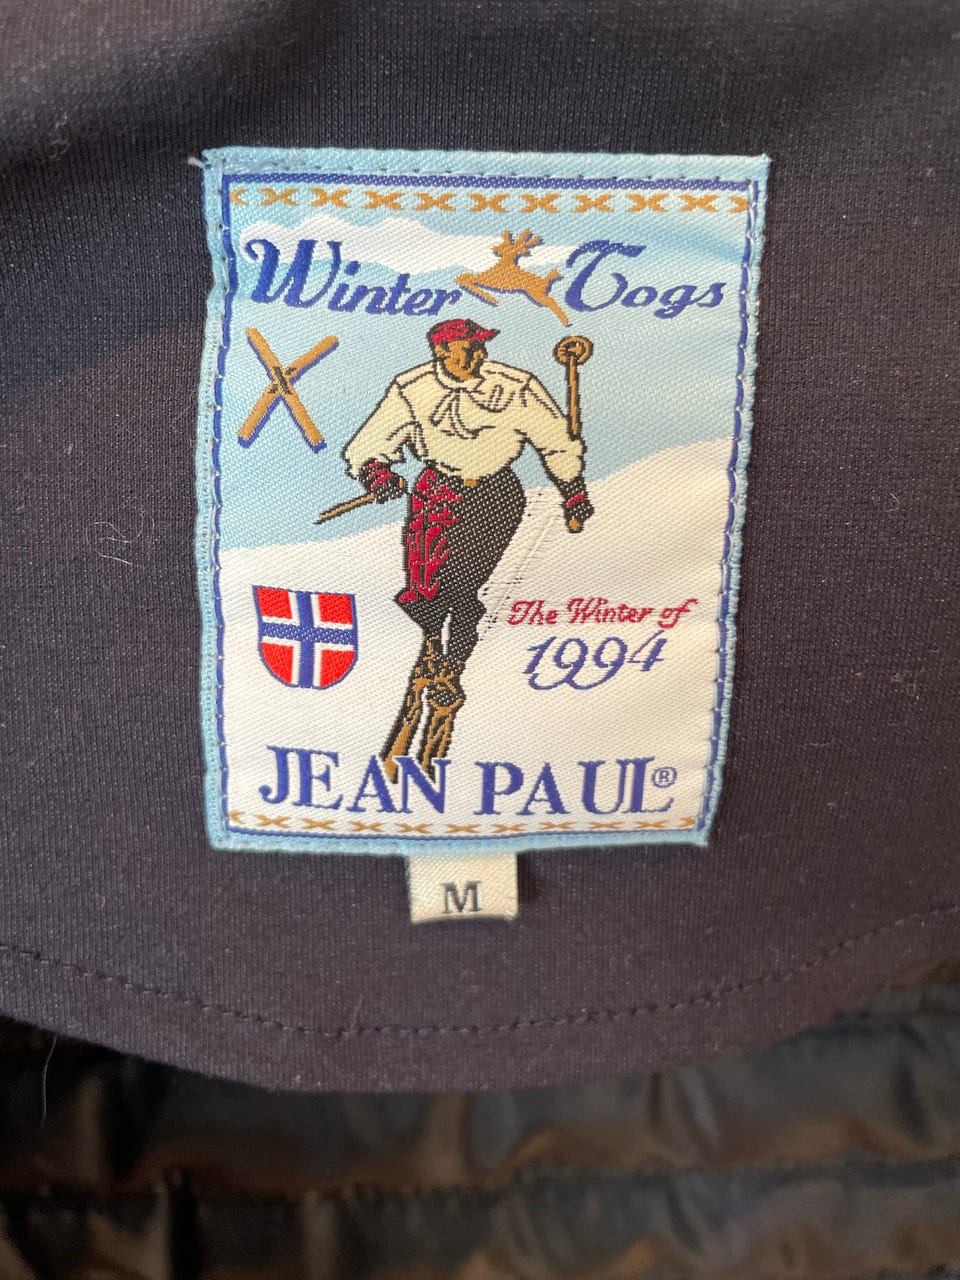 Winter Togs
The Winter of
1994
JEAN PAUL®
M